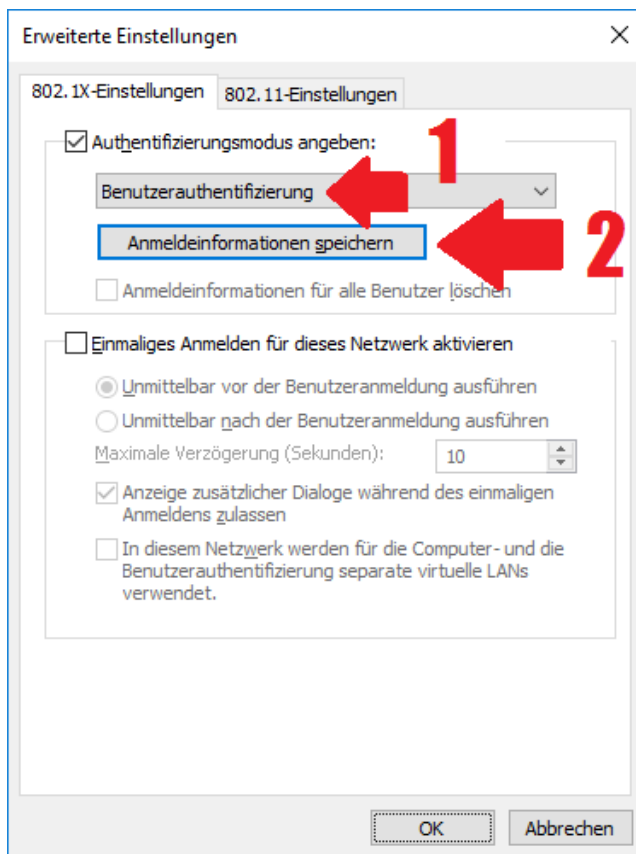 Erweiterte Einstellungen
802.1X-Einstellungen 802.11-Einstellungen
Authentifizierungsmodus angeben:
1
Benutzerauthentifizierung
Anmeldeinformationen speichern
2
Anmeldeinformationen für alle Benutzer löschen
Einmaliges Anmelden für dieses Netzwerk aktivieren
Unmittelbar vor der Benutzeranmeldung ausführen
Unmittelbar nach der Benutzeranmeldung ausführen
Maximale Verzögerung (Sekunden): 10
Anzeige zusätzlicher Dialoge während des einmaligen
Anmeldens zulassen
In diesem Netzwerk werden für die Computer- und die
Benutzerauthentifizierung separate virtuelle LANs
verwendet.
OK Abbrechen